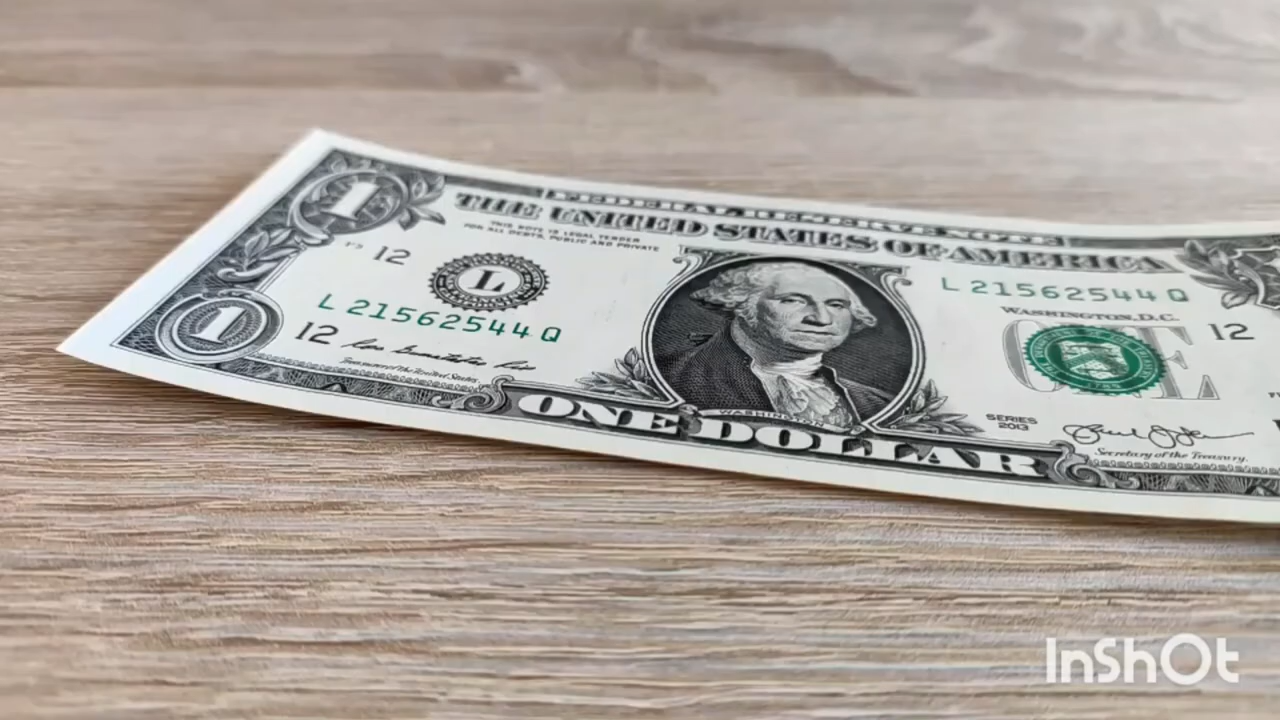 FEDERAL RESERVE NOTE
THE UNITED STATES OF AMERICA
THIS NOTE IS LEGAL TENDER
FOR ALL DEBTS, PUBLIC AND PRIVATE
1
12
L
L 21562544 Q
L 21562544 Q
WASHINGTON, D.C.
12
1
12
Treasurer of the United States.
WASHINGTON
SERIES
2013
Secretary of the Treasury.
ONE DOLLAR
InShOt